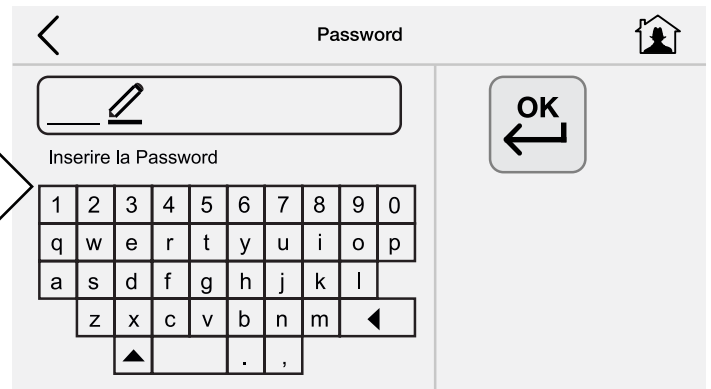 Password
OK
Inserire la Password
1 2 3 4 5 6 7 8 9 0
q w e r t y u i o p
a s d f g h j k l
z x c v b n m
. ,